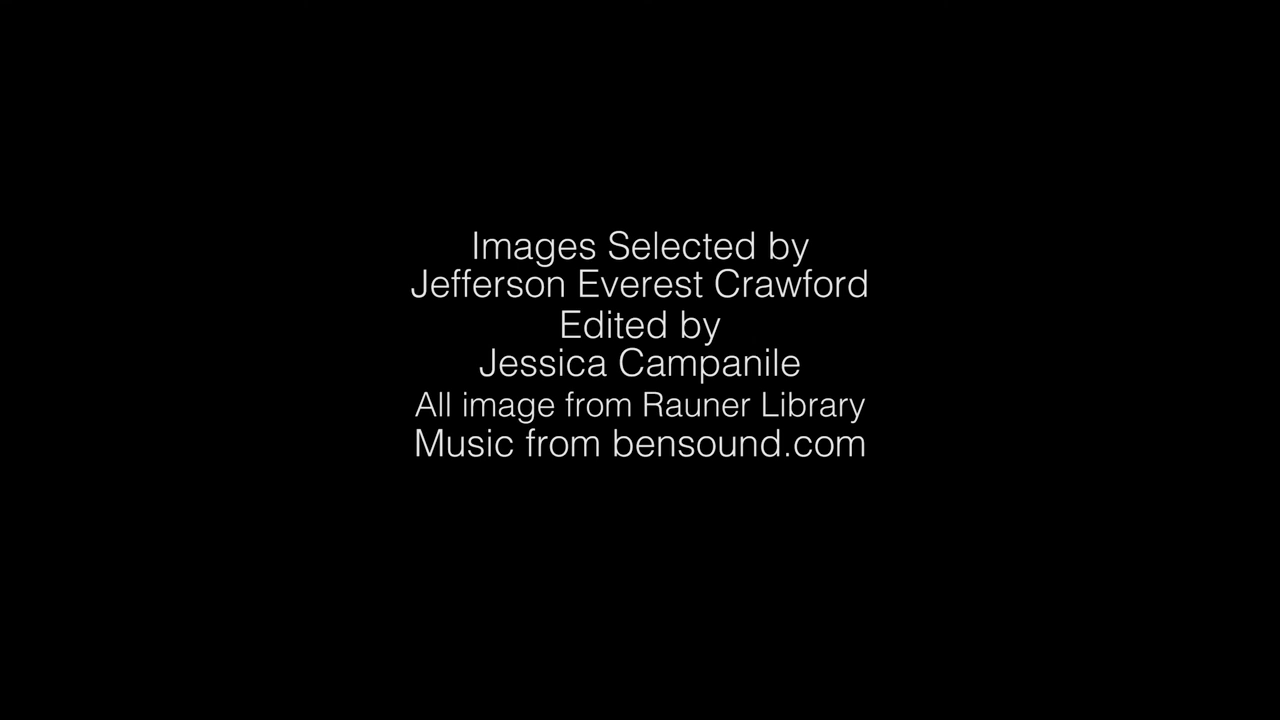 Images Selected by
Jefferson Everest Crawford
Edited by
Jessica Campanile
All image from Rauner Library
Music from bensound.com